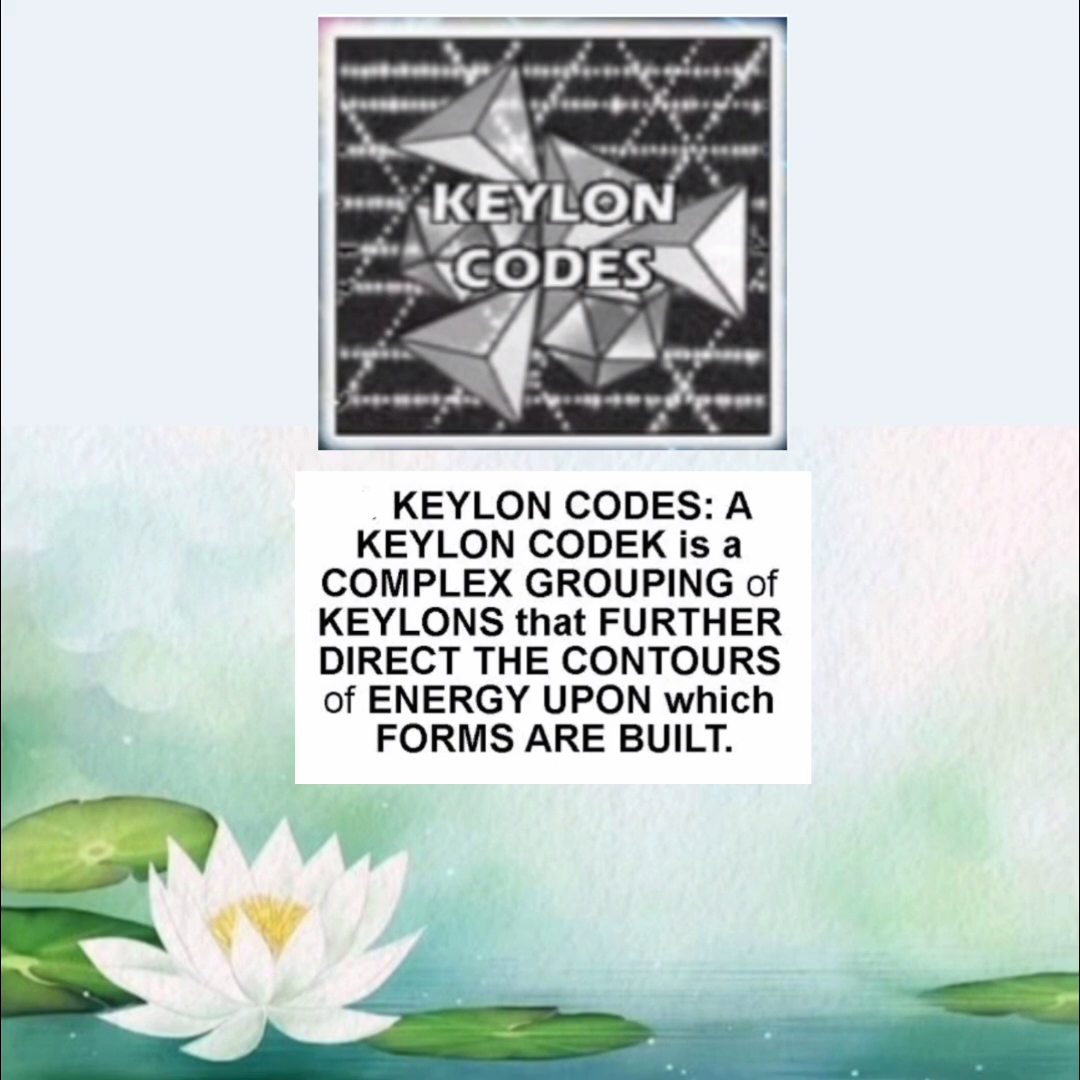 KEYLON
CODES
KEYLON CODES: A
KEYLON CODEK is a
COMPLEX GROUPING of
KEYLONS that FURTHER
DIRECT THE CONTOURS
of ENERGY UPON which
FORMS ARE BUILT.